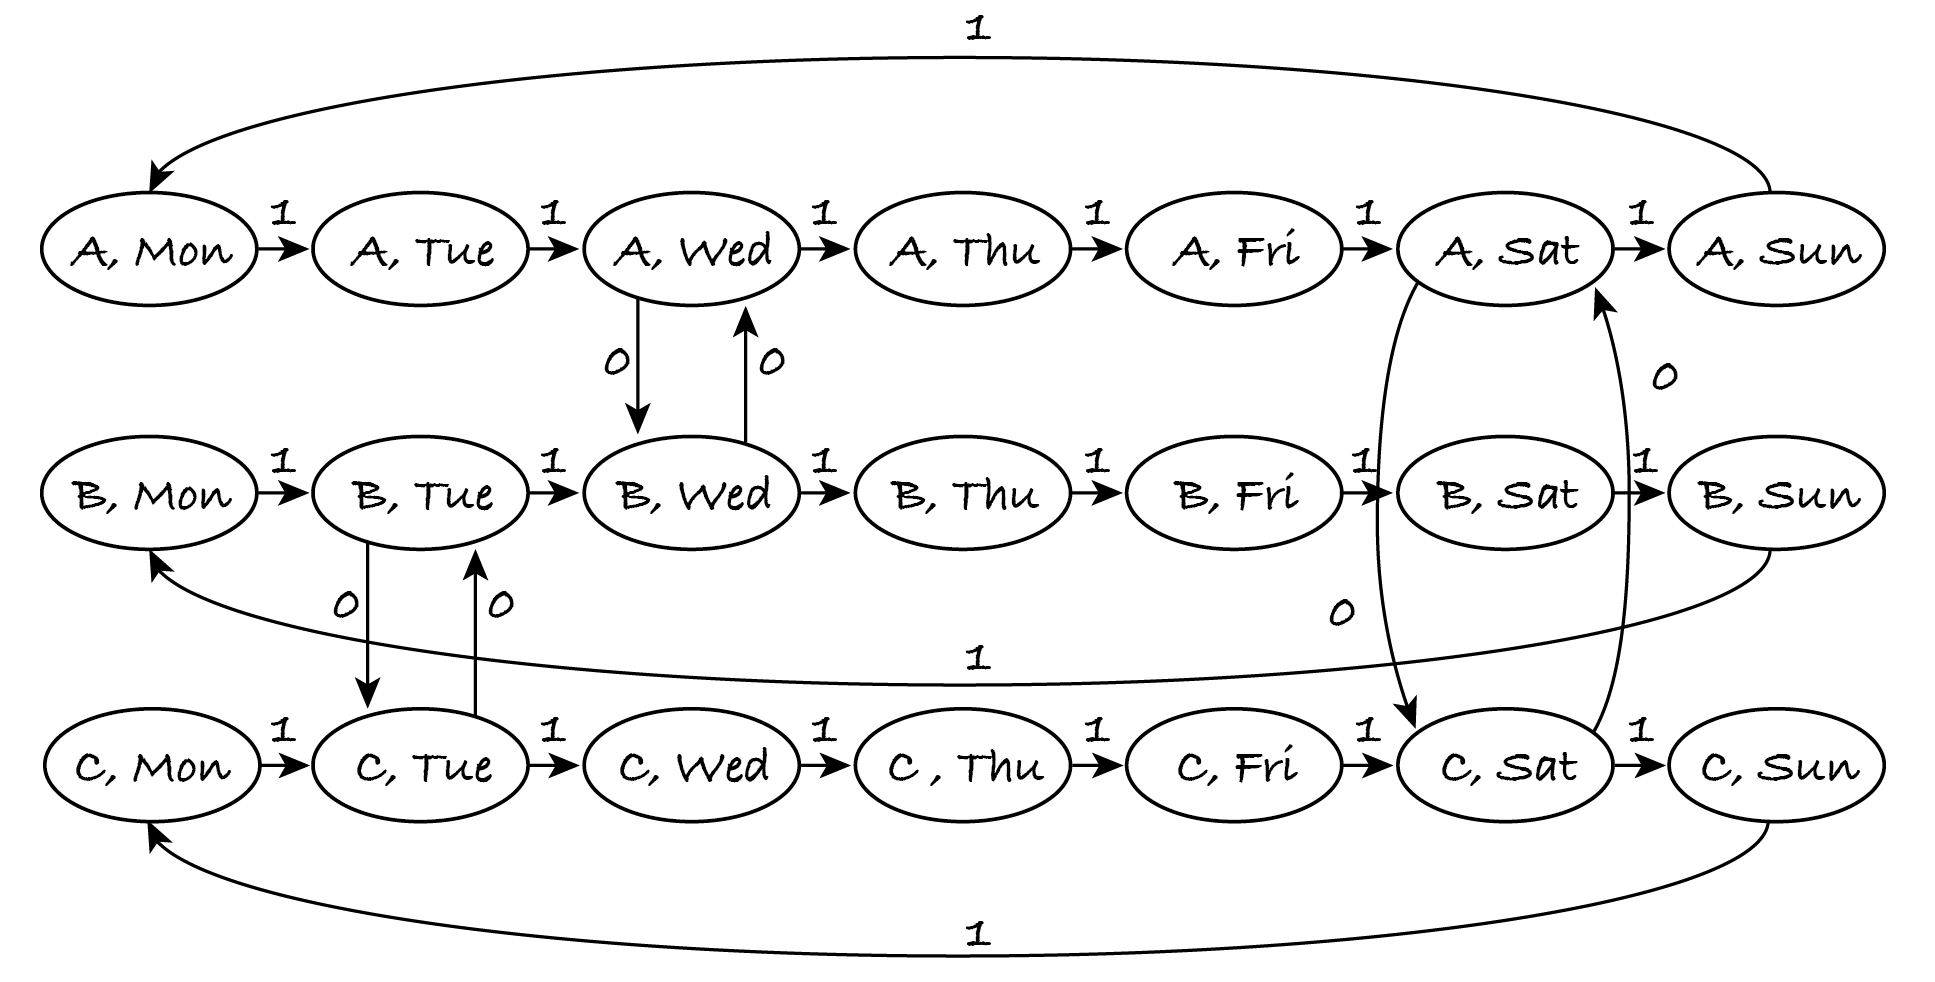 1
1 1 1 1 1 1
A, Mon A, Tue A, Wed A, Thu A, Fri A, Sat A, Sun
0 0 0
1 1 1 1 1 1
B, Mon B, Tue B, Wed B, Thu B, Fri B, Sat B, Sun
0 0 0
1
1 1 1 1 1 1
C, Mon C, Tue C, Wed C , Thu C, Fri C, Sat C, Sun
1